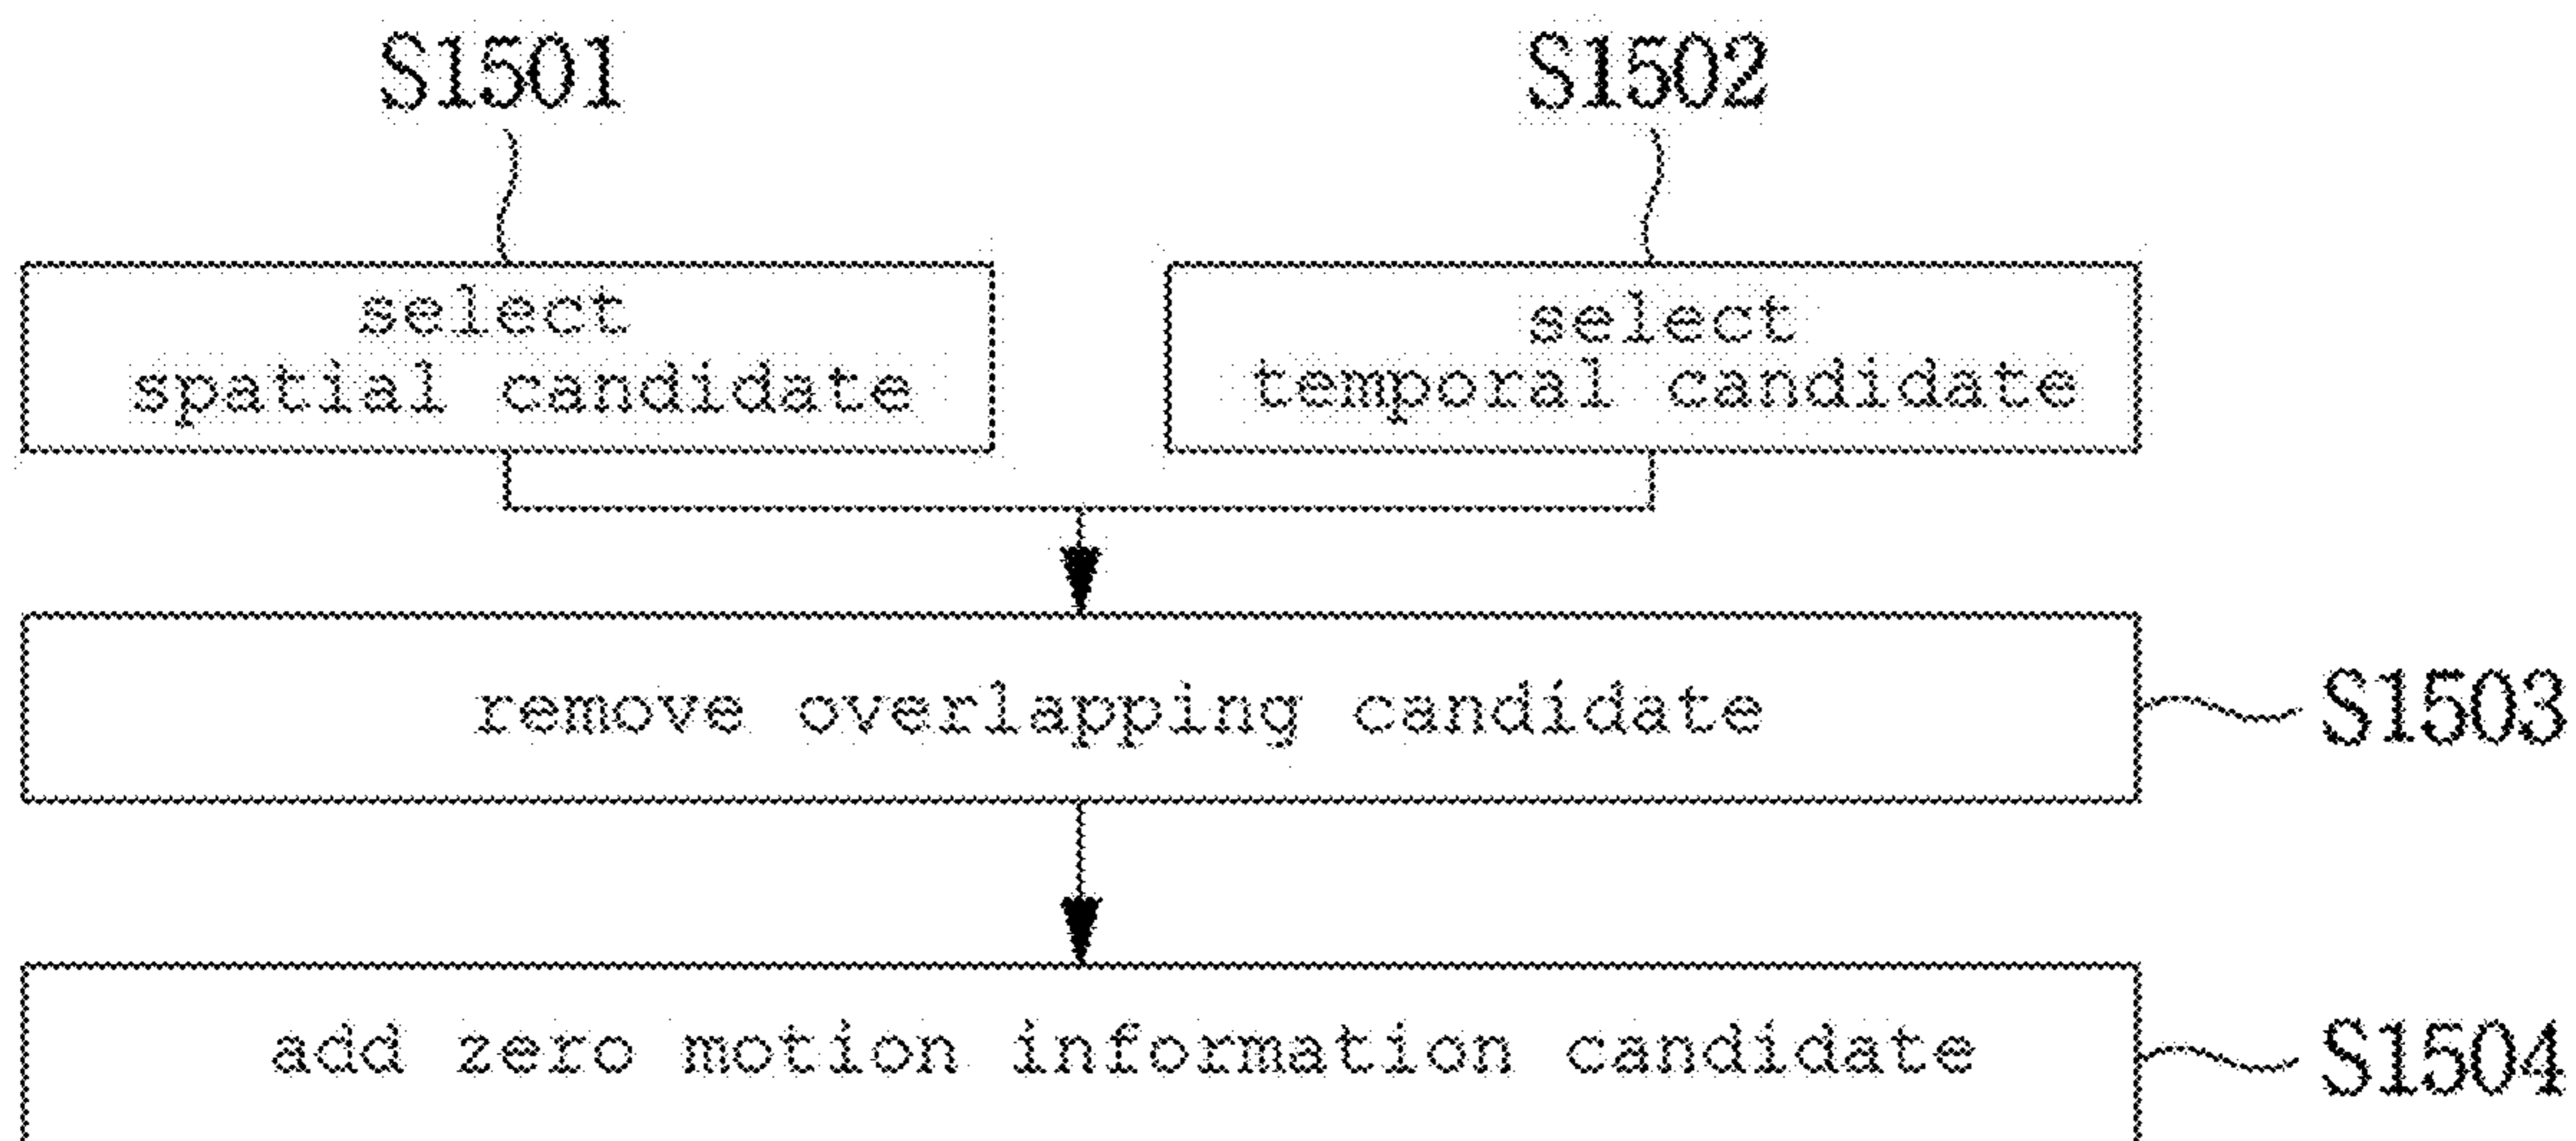 S1501
S1502
select
spatial candidate
select
temporal candidate
remove overlapping candidate
S1503
add zero motion information candidate
S1504